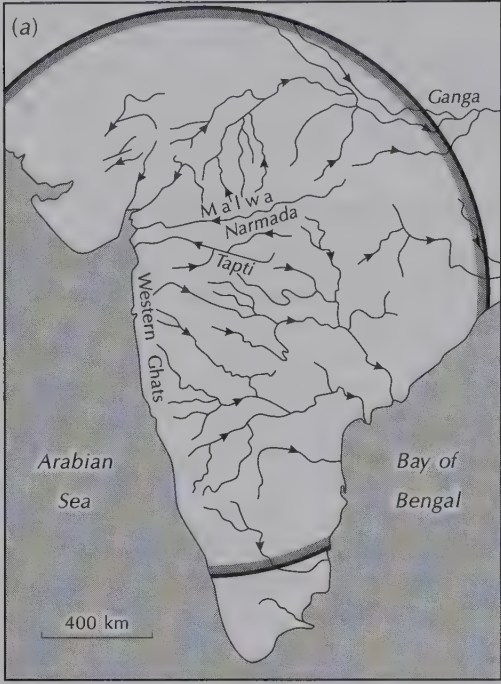 (a)
Ganga
Malwa
Narmada
Tapti
Western Ghats
Arabian
Sea
Bay of
Bengal
400 km